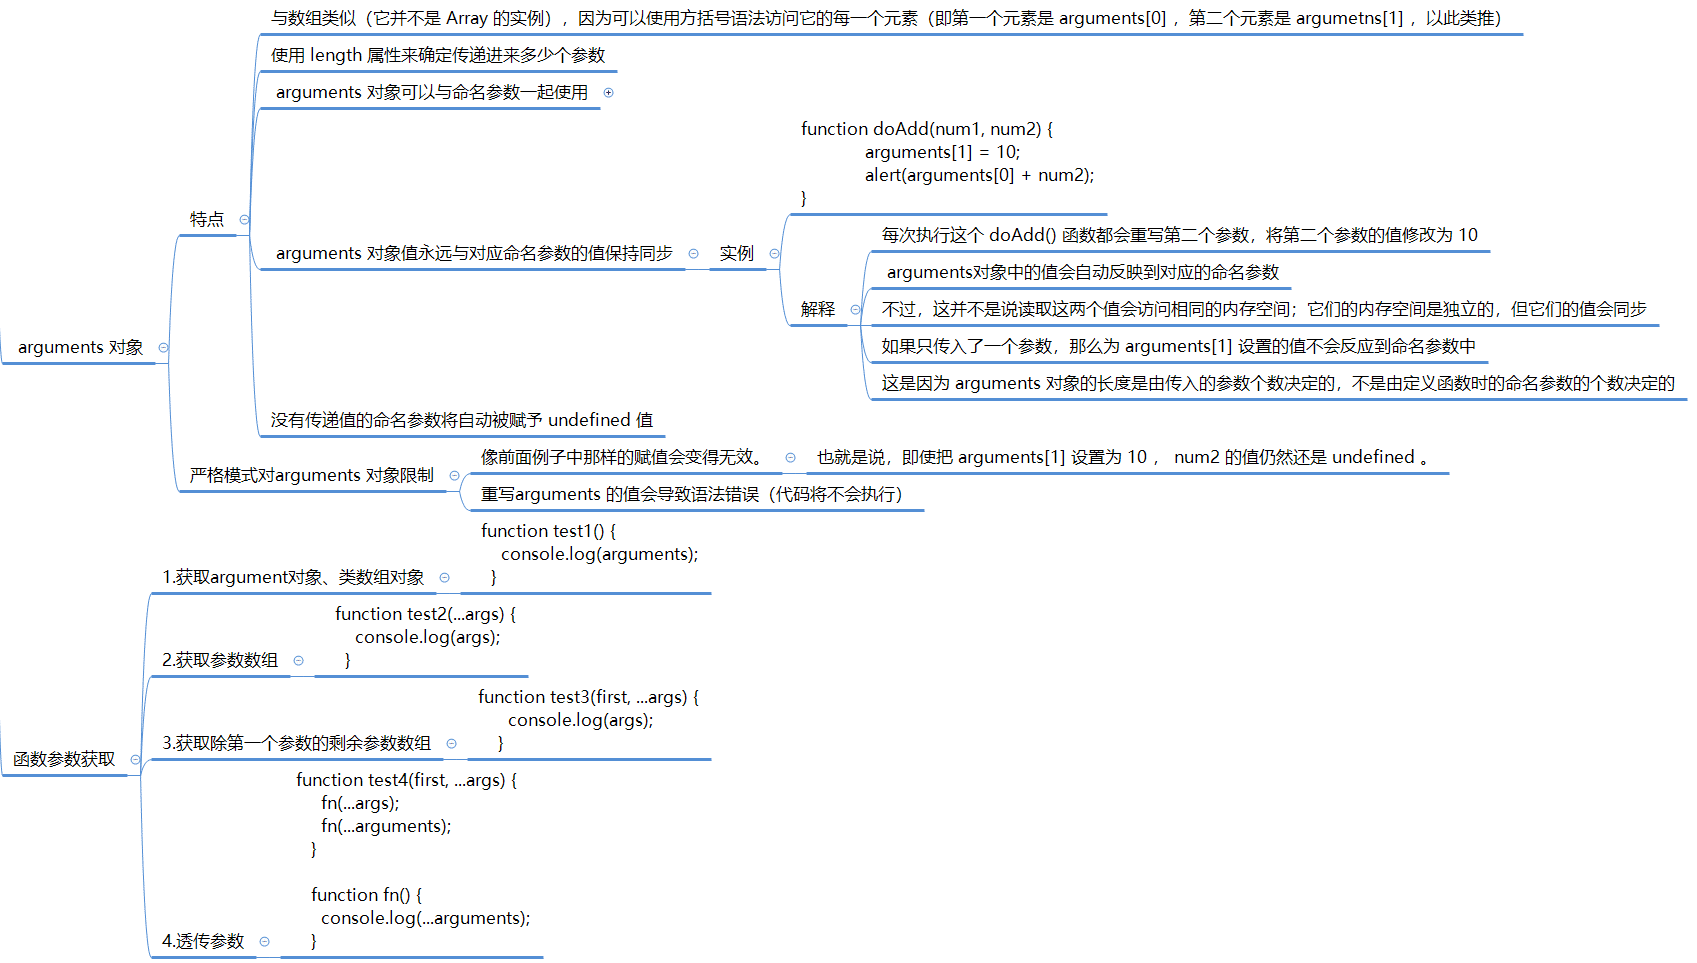 与数组类似（它并不是 Array 的实例），因为可以使用方括号语法访问它的每一个元素（即第一个元素是 arguments[0] ，第二个元素是 argumetns[1] ，以此类推）
使用 length 属性来确定传递进来多少个参数
arguments 对象可以与命名参数一起使用
function doAdd(num1, num2) {
arguments[1] = 10;
alert(arguments[0] + num2);
}
特点
每次执行这个 doAdd() 函数都会重写第二个参数，将第二个参数的值修改为 10
arguments 对象值永远与对应命名参数的值保持同步
实例
arguments对象中的值会自动反映到对应的命名参数
解释
不过，这并不是说读取这两个值会访问相同的内存空间；它们的内存空间是独立的，但它们的值会同步
arguments 对象
如果只传入了一个参数，那么为 arguments[1] 设置的值不会反应到命名参数中
这是因为 arguments 对象的长度是由传入的参数个数决定的，不是由定义函数时的命名参数的个数决定的
没有传递值的命名参数将自动被赋予 undefined 值
严格模式对arguments 对象限制
像前面例子中那样的赋值会变得无效。
也就是说，即使把 arguments[1] 设置为 10 ， num2 的值仍然还是 undefined 。
重写arguments 的值会导致语法错误（代码将不会执行）
function test1() {
console.log(arguments);
}
1.获取argument对象、类数组对象
function test2(...args) {
console.log(args);
}
2.获取参数数组
function test3(first, ...args) {
console.log(args);
}
3.获取除第一个参数的剩余参数数组
函数参数获取
function test4(first, ...args) {
fn(...args);
fn(...arguments);
}
function fn() {
console.log(...arguments);
}
4.透传参数